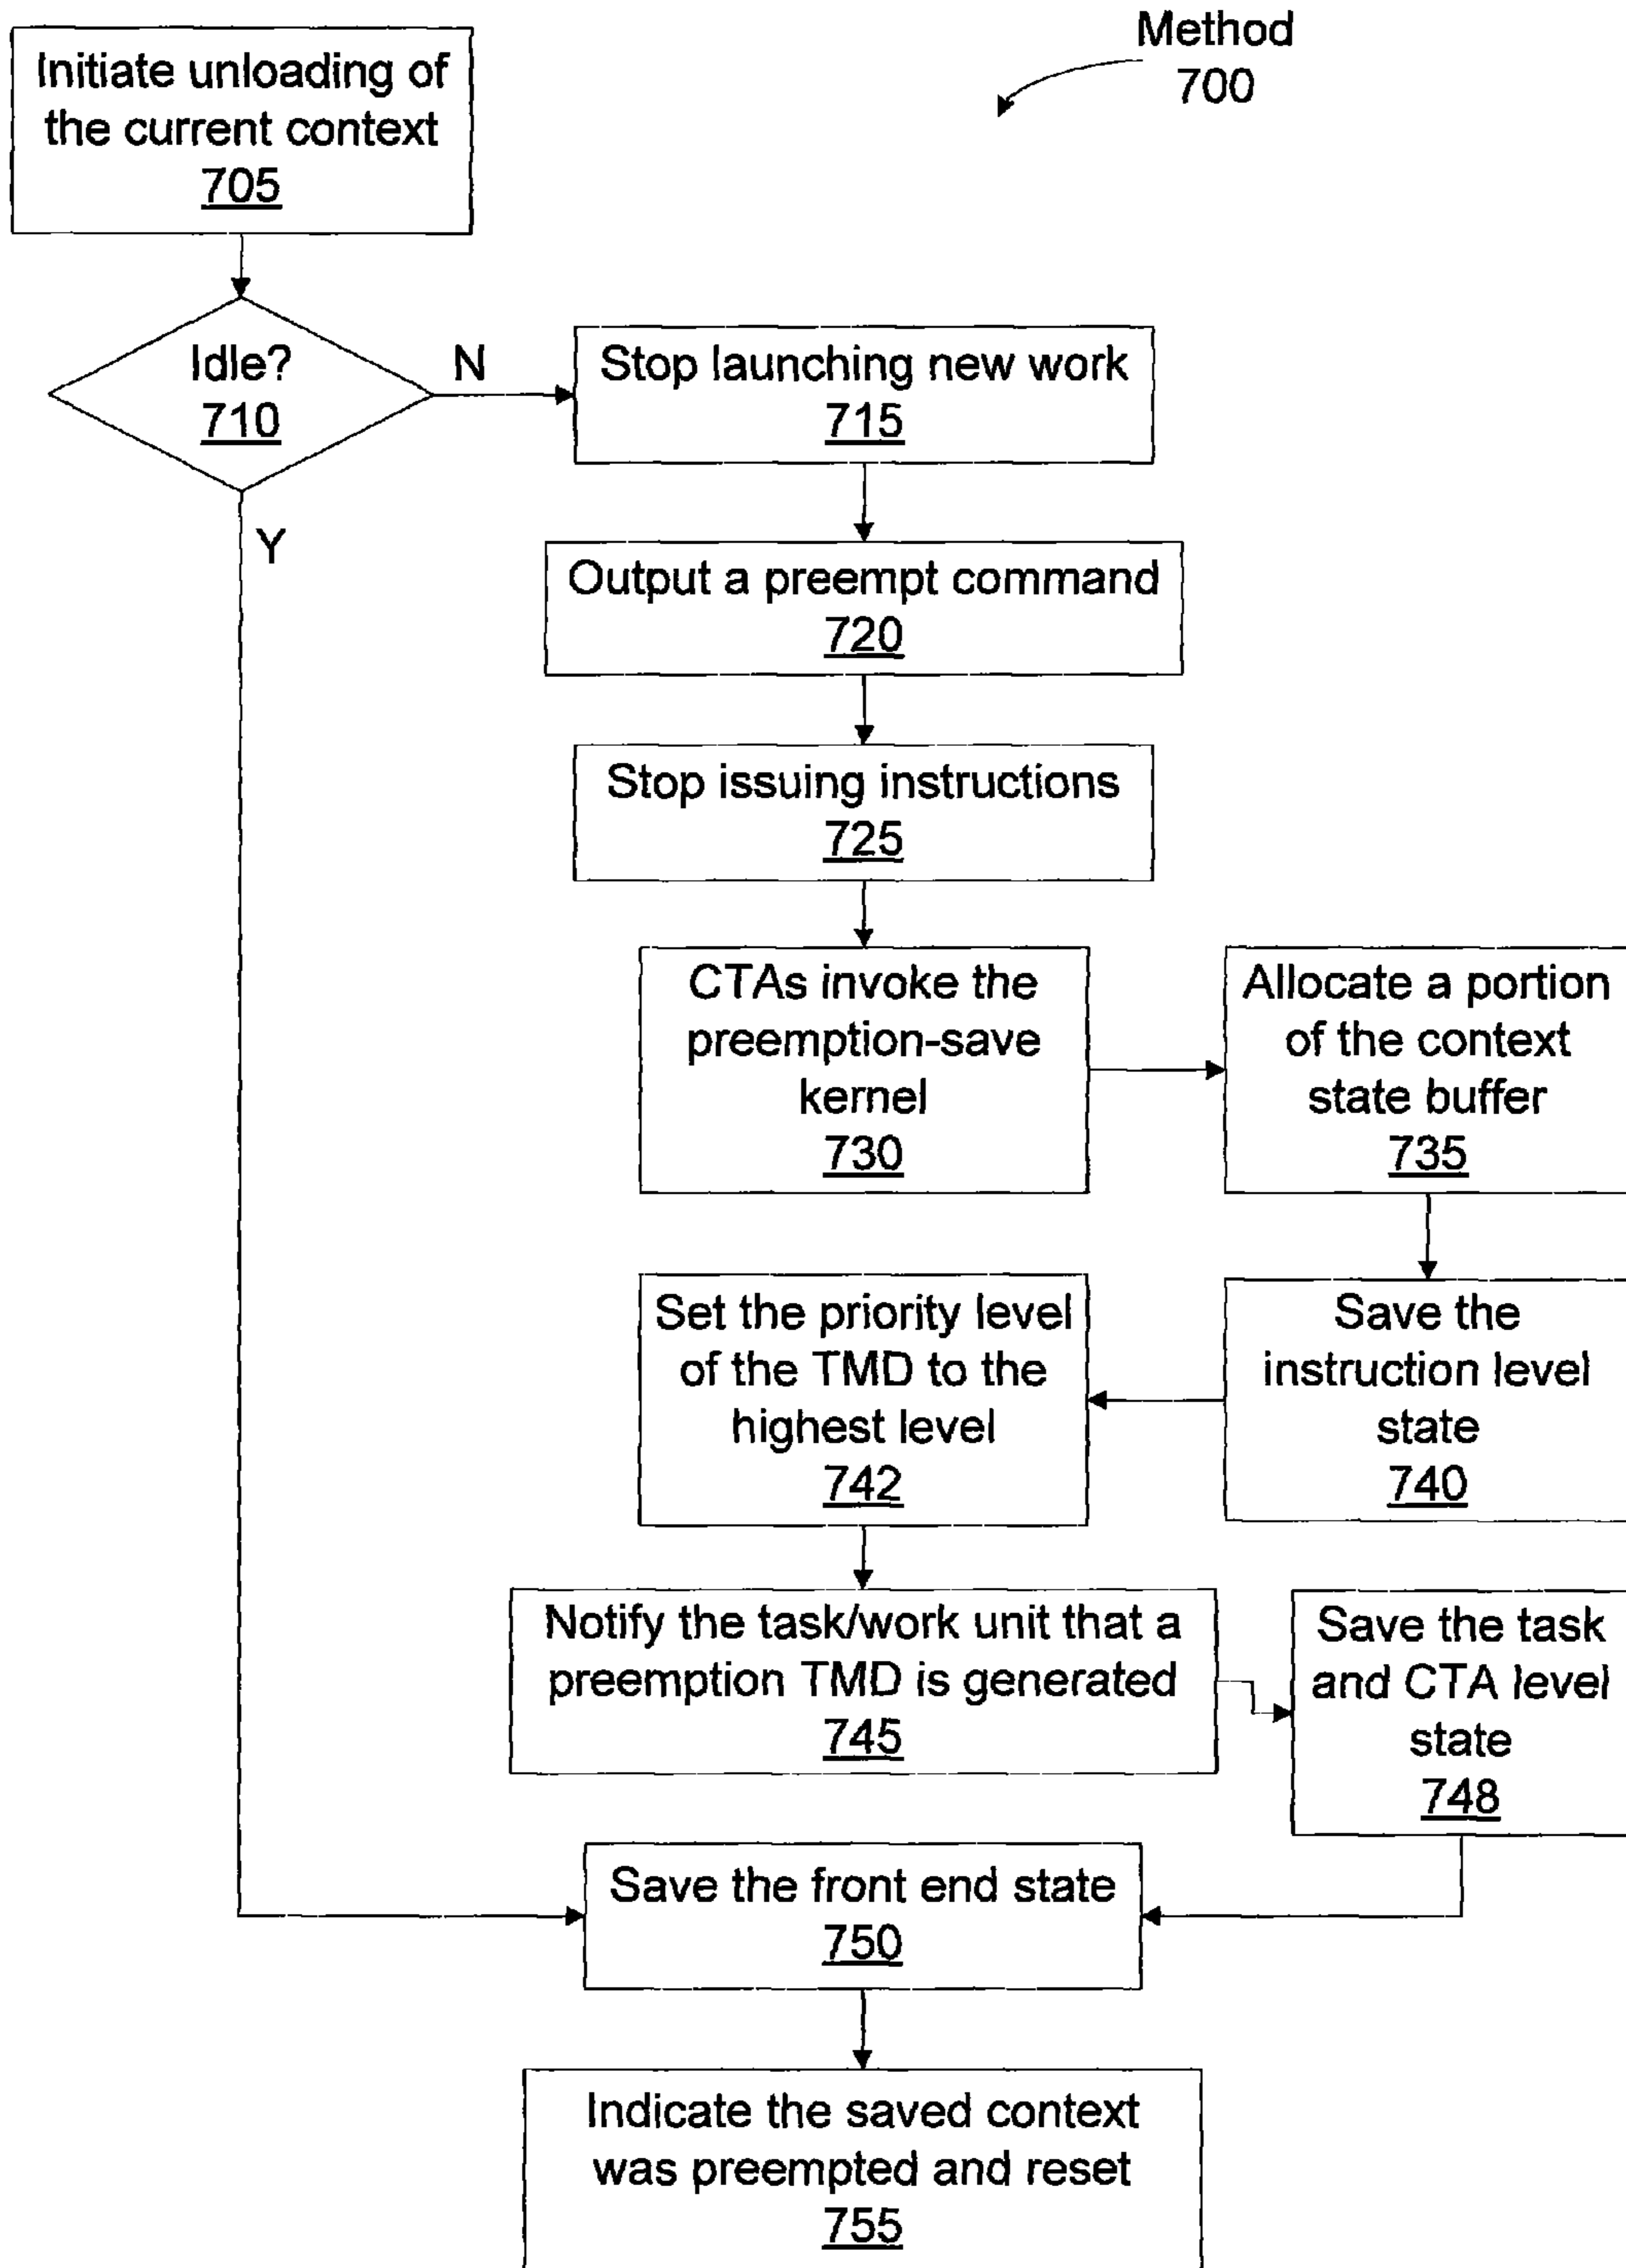 Method
700
Initiate unloading of
the current context
705
Idle?
710
N
Y
Stop launching new work
715
Output a preempt command
720
Stop issuing instructions
725
CTAs invoke the
preemption-save
kernel
730
Allocate a portion
of the context
state buffer
735
Save the
instruction level
state
740
Set the priority level
of the TMD to the
highest level
742
Notify the task/work unit that a
preemption TMD is generated
745
Save the task
and CTA level
state
748
Save the front end state
750
Indicate the saved context
was preempted and reset
755